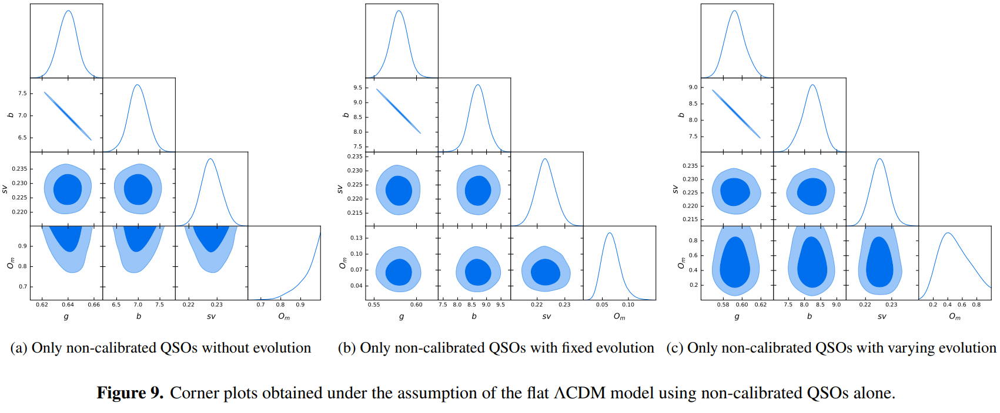 7.5
7.0
6.5
b
0.235
0.230
0.225
0.220
sv
0.9
0.8
0.7
O_m
0.62 0.64 0.66
g
6.5 7.0 7.5
b
0.22 0.23
sv
0.7 0.8 0.9
O_m
(a) Only non-calibrated QSOs without evolution
9.5
9.0
8.5
8.0
7.5
b
0.235
0.230
0.225
0.220
0.215
sv
0.13
0.10
0.07
0.04
O_m
0.55 0.60
g
7.5 8.0 8.5 9.0 9.5
b
0.22 0.23
sv
0.05 0.10
O_m
(b) Only non-calibrated QSOs with fixed evolution
9.0
8.5
8.0
7.5
b
0.235
0.230
0.225
0.220
0.215
sv
0.8
0.6
0.4
0.2
O_m
0.58 0.60 0.62
g
7.5 8.0 8.5 9.0
b
0.22 0.23
sv
0.2 0.4 0.6 0.8
O_m
(c) Only non-calibrated QSOs with varying evolution
Figure 9. Corner plots obtained under the assumption of the flat ΛCDM model using non-calibrated QSOs alone.